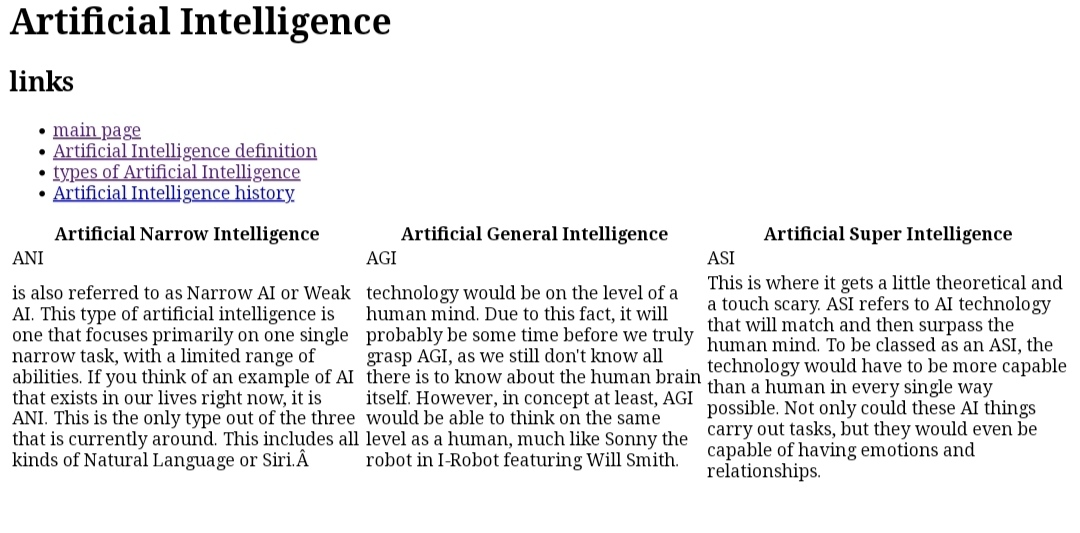 Artificial Intelligence
links
main page
Artificial Intelligence definition
types of Artificial Intelligence
Artificial Intelligence history
Artificial Narrow Intelligence
ANI
is also referred to as Narrow AI or Weak
AI. This type of artificial intelligence is
one that focuses primarily on one single
narrow task, with a limited range of
abilities. If you think of an example of AI
that exists in our lives right now, it is
ANI. This is the only type out of the three
that is currently around. This includes all
kinds of Natural Language or Siri.Â
Artificial General Intelligence
AGI
technology would be on the level of a
human mind. Due to this fact, it will
probably be some time before we truly
grasp AGI, as we still don't know all
there is to know about the human brain
itself. However, in concept at least, AGI
would be able to think on the same
level as a human, much like Sonny the
robot in I-Robot featuring Will Smith.
Artificial Super Intelligence
ASI
This is where it gets a little theoretical and
a touch scary. ASI refers to AI technology
that will match and then surpass the
human mind. To be classed as an ASI, the
technology would have to be more capable
than a human in every single way
possible. Not only could these AI things
carry out tasks, but they would even be
capable of having emotions and
relationships.